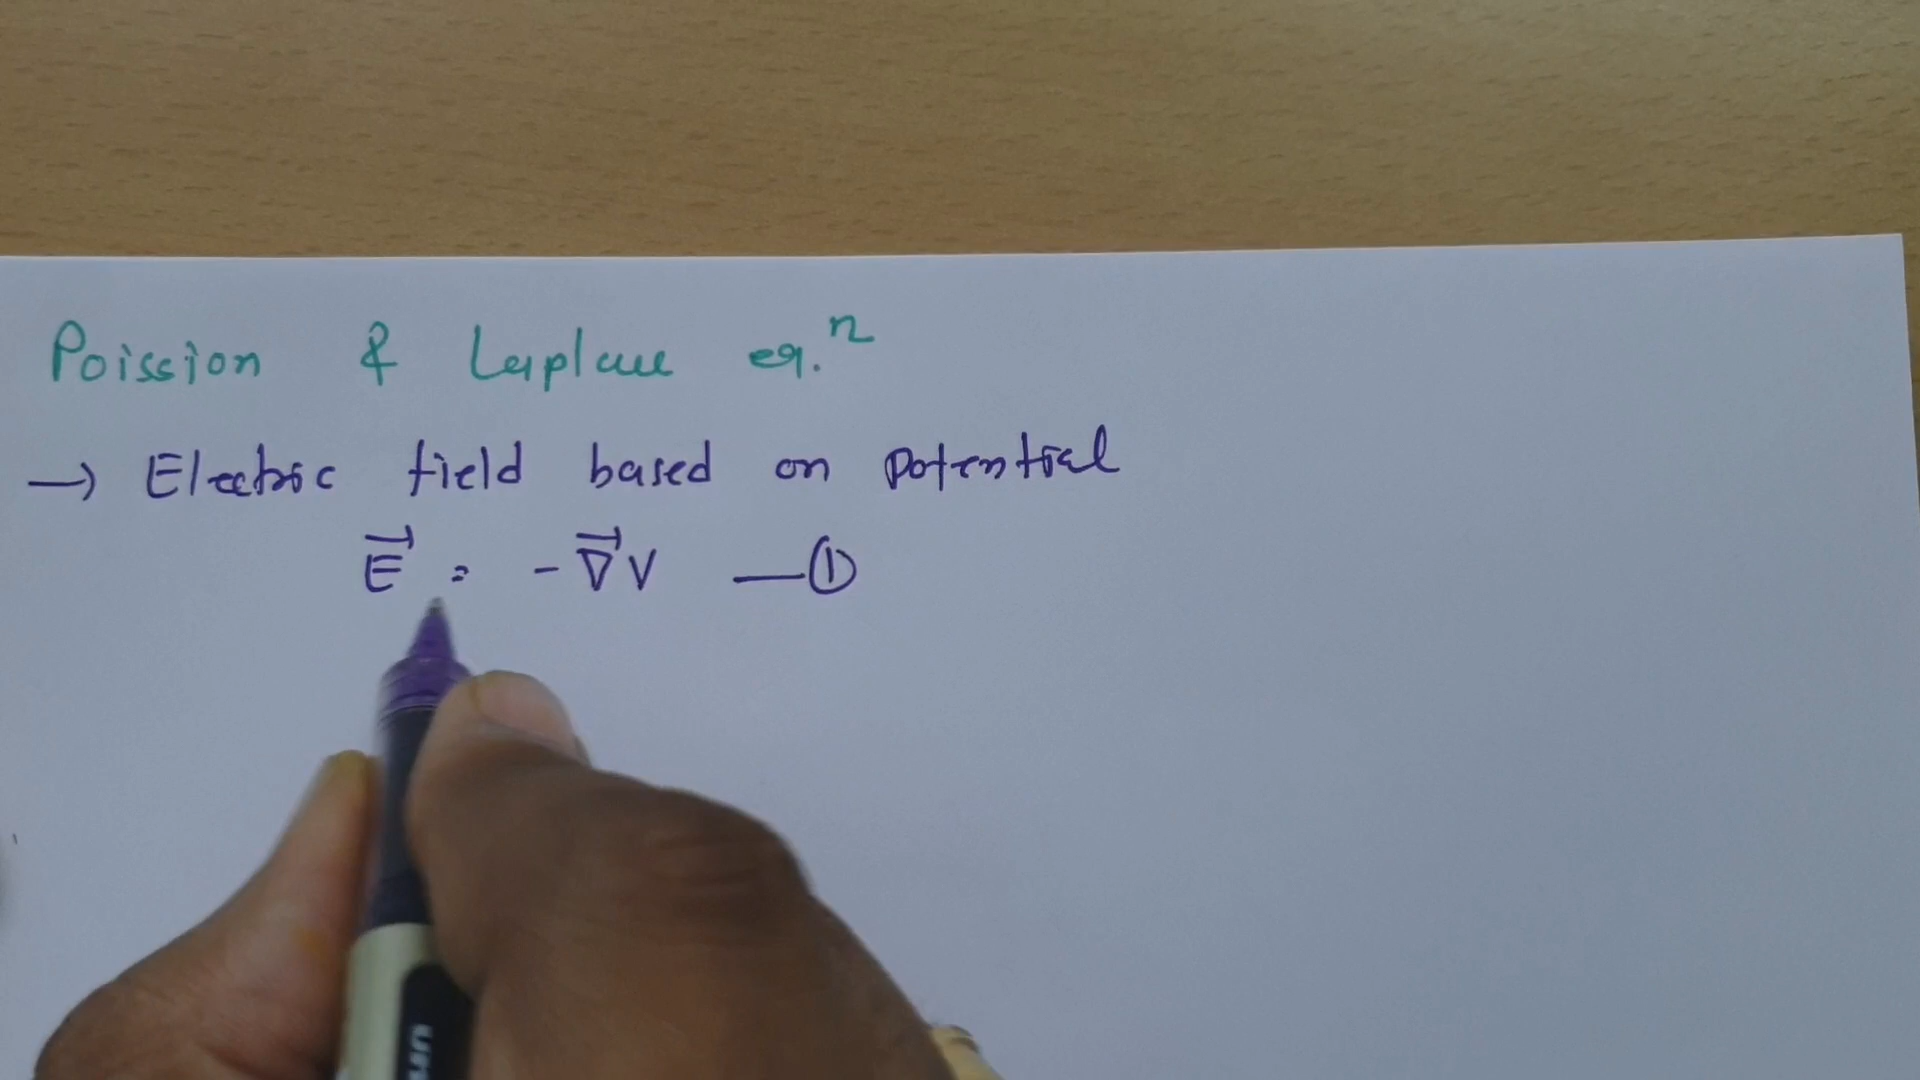 Poission & Laplace eq.ⁿ
→ Electric field based on potential
E⃗ = - ∇⃗V —①